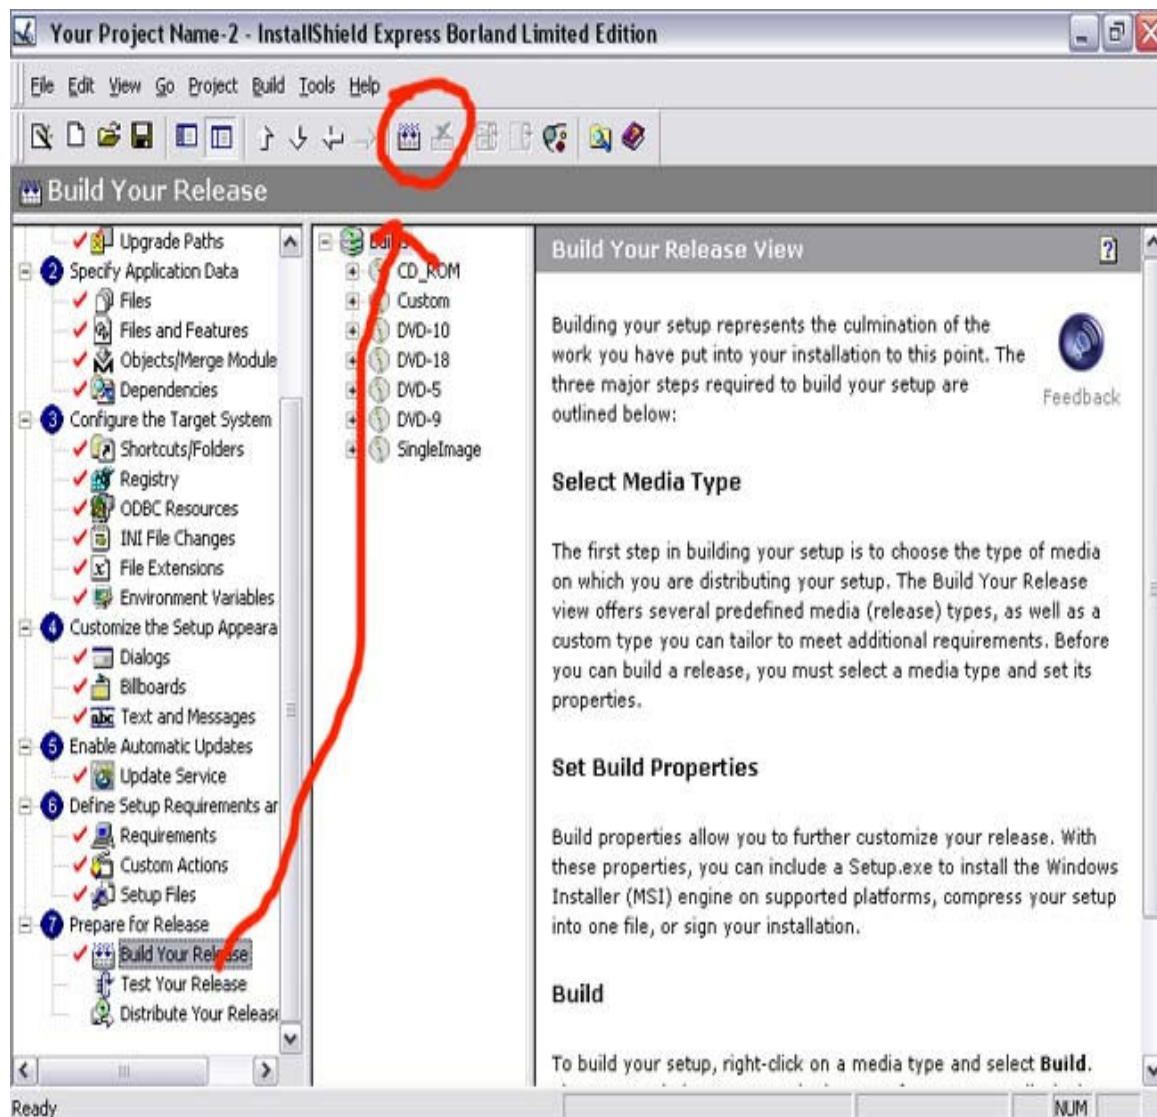 Your Project Name-2 - InstallShield Express Borland Limited Edition
File Edit View Go Project Build Tools Help
Build Your Release
Upgrade Paths
2 Specify Application Data
Files
Files and Features
Objects/Merge Module
Dependencies
3 Configure the Target System
Shortcuts/Folders
Registry
ODBC Resources
INI File Changes
File Extensions
Environment Variables
4 Customize the Setup Appeara
Dialogs
Billboards
abc Text and Messages
5 Enable Automatic Updates
Update Service
6 Define Setup Requirements ar
Requirements
Custom Actions
Setup Files
7 Prepare for Release
Build Your Release
Test Your Release
Distribute Your Release
CD_ROM
Custom
DVD-10
DVD-18
DVD-5
DVD-9
SingleImage
Build Your Release View
Building your setup represents the culmination of the
work you have put into your installation to this point. The
three major steps required to build your setup are
outlined below:
Feedback
Select Media Type
The first step in building your setup is to choose the type of media
on which you are distributing your setup. The Build Your Release
view offers several predefined media (release) types, as well as a
custom type you can tailor to meet additional requirements. Before
you can build a release, you must select a media type and set its
properties.
Set Build Properties
Build properties allow you to further customize your release. With
these properties, you can include a Setup.exe to install the Windows
Installer (MSI) engine on supported platforms, compress your setup
into one file, or sign your installation.
Build
To build your setup, right-click on a media type and select Build.
Ready
NUM